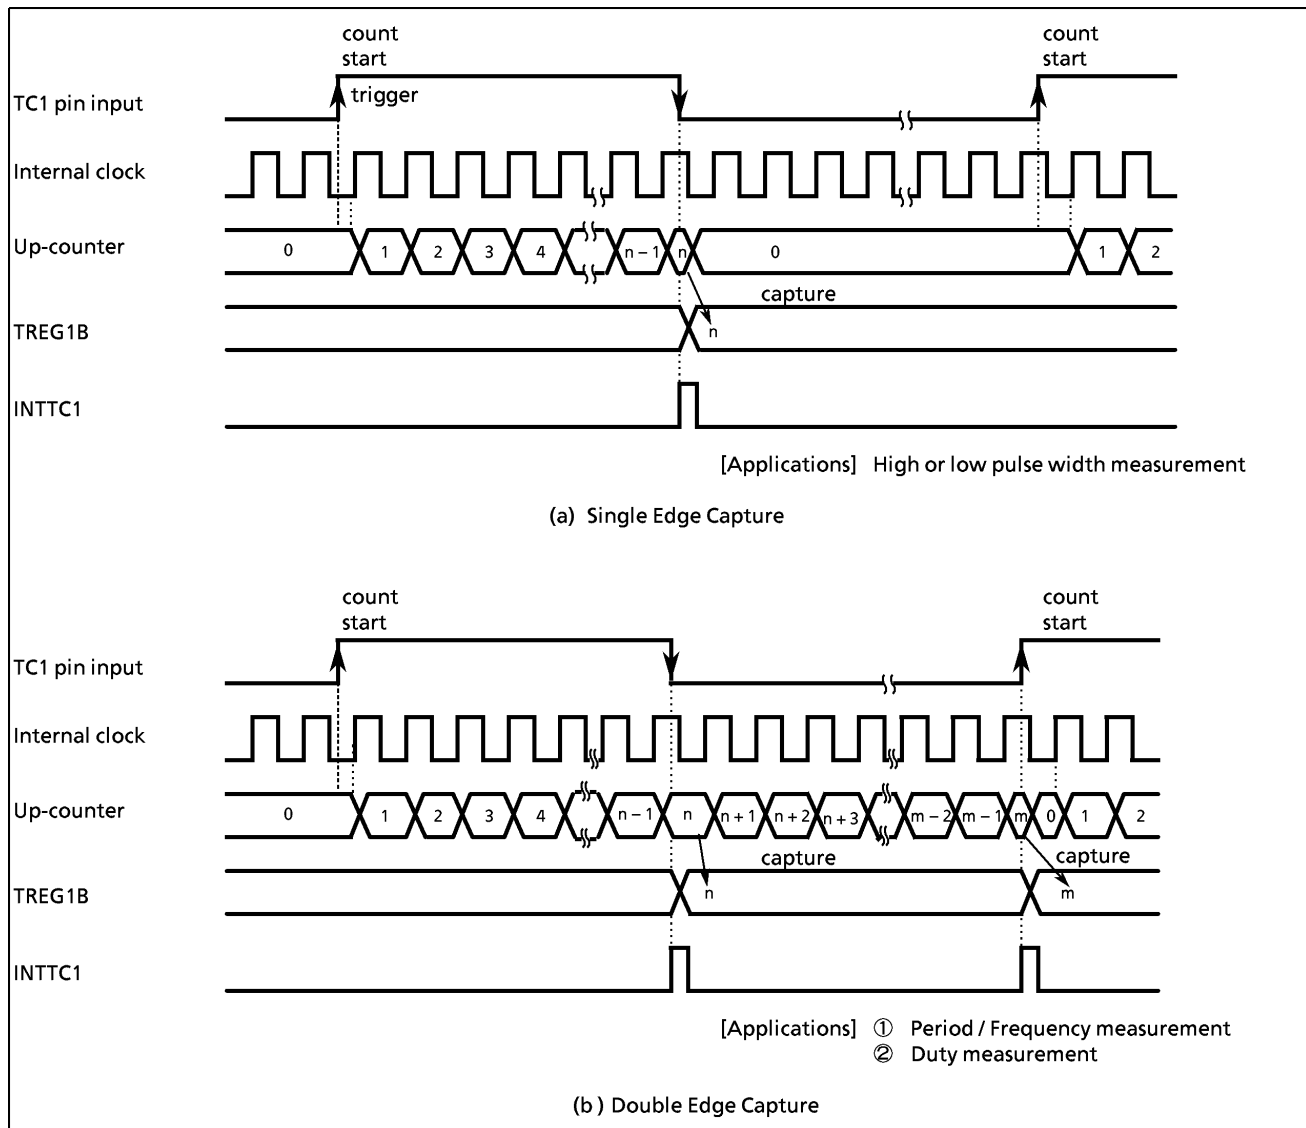 count
start
count
start
TC1 pin input
trigger
Internal clock
Up-counter
0 1 2 3 4 n – 1 n 0 1 2
capture
TREG1B
n
INTTC1
[Applications] High or low pulse width measurement
(a) Single Edge Capture
count
start
count
start
TC1 pin input
Internal clock
Up-counter
0 1 2 3 4 n – 1 n n + 1 n + 2 n + 3 m – 2 m – 1 m 0 1 2
capture
capture
TREG1B
n
m
INTTC1
[Applications] ① Period / Frequency measurement
② Duty measurement
(b ) Double Edge Capture